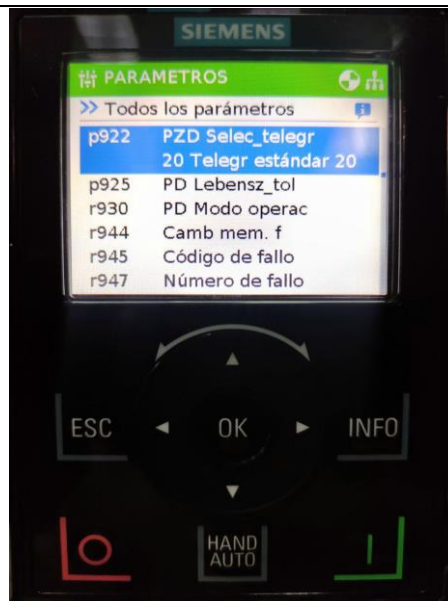 SIEMENS
PARAMETROS
>> Todos los parámetros
p922 PZD Selec_telegr
20 Telegr estándar 20
p925 PD Lebensz_tol
r930 PD Modo operac
r944 Camb mem. f
r945 Código de fallo
r947 Número de fallo
ESC OK INFO
HAND
AUTO